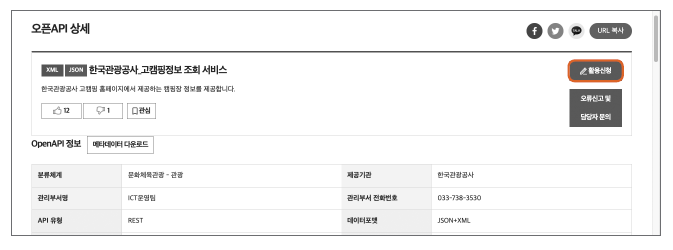 오픈API 상세
URL 복사
XML JSON 한국관광공사_고캠핑정보 조회 서비스
활용신청
한국관광공사 고캠핑 홈페이지에서 제공하는 캠핑장 정보를 제공합니다.
12 1 관심
오류신고 및
담당자 문의
OpenAPI 정보 메타데이터 다운로드
분류체계 문화체육관광 - 관광 제공기관 한국관광공사
관리부서명 ICT운영팀 관리부서 전화번호 033-738-3530
API 유형 REST 데이터포맷 JSON+XML